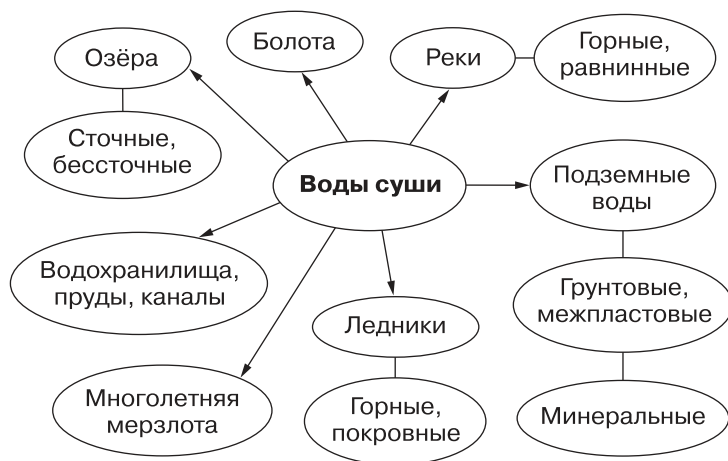 Болота
Реки
Горные,
равнинные
Озёра
Сточные,
бессточные
Воды суши
Подземные
воды
Водохранилища,
пруды, каналы
Грунтовые,
межпластовые
Ледники
Многолетняя
мерзлота
Горные,
покровные
Минеральные